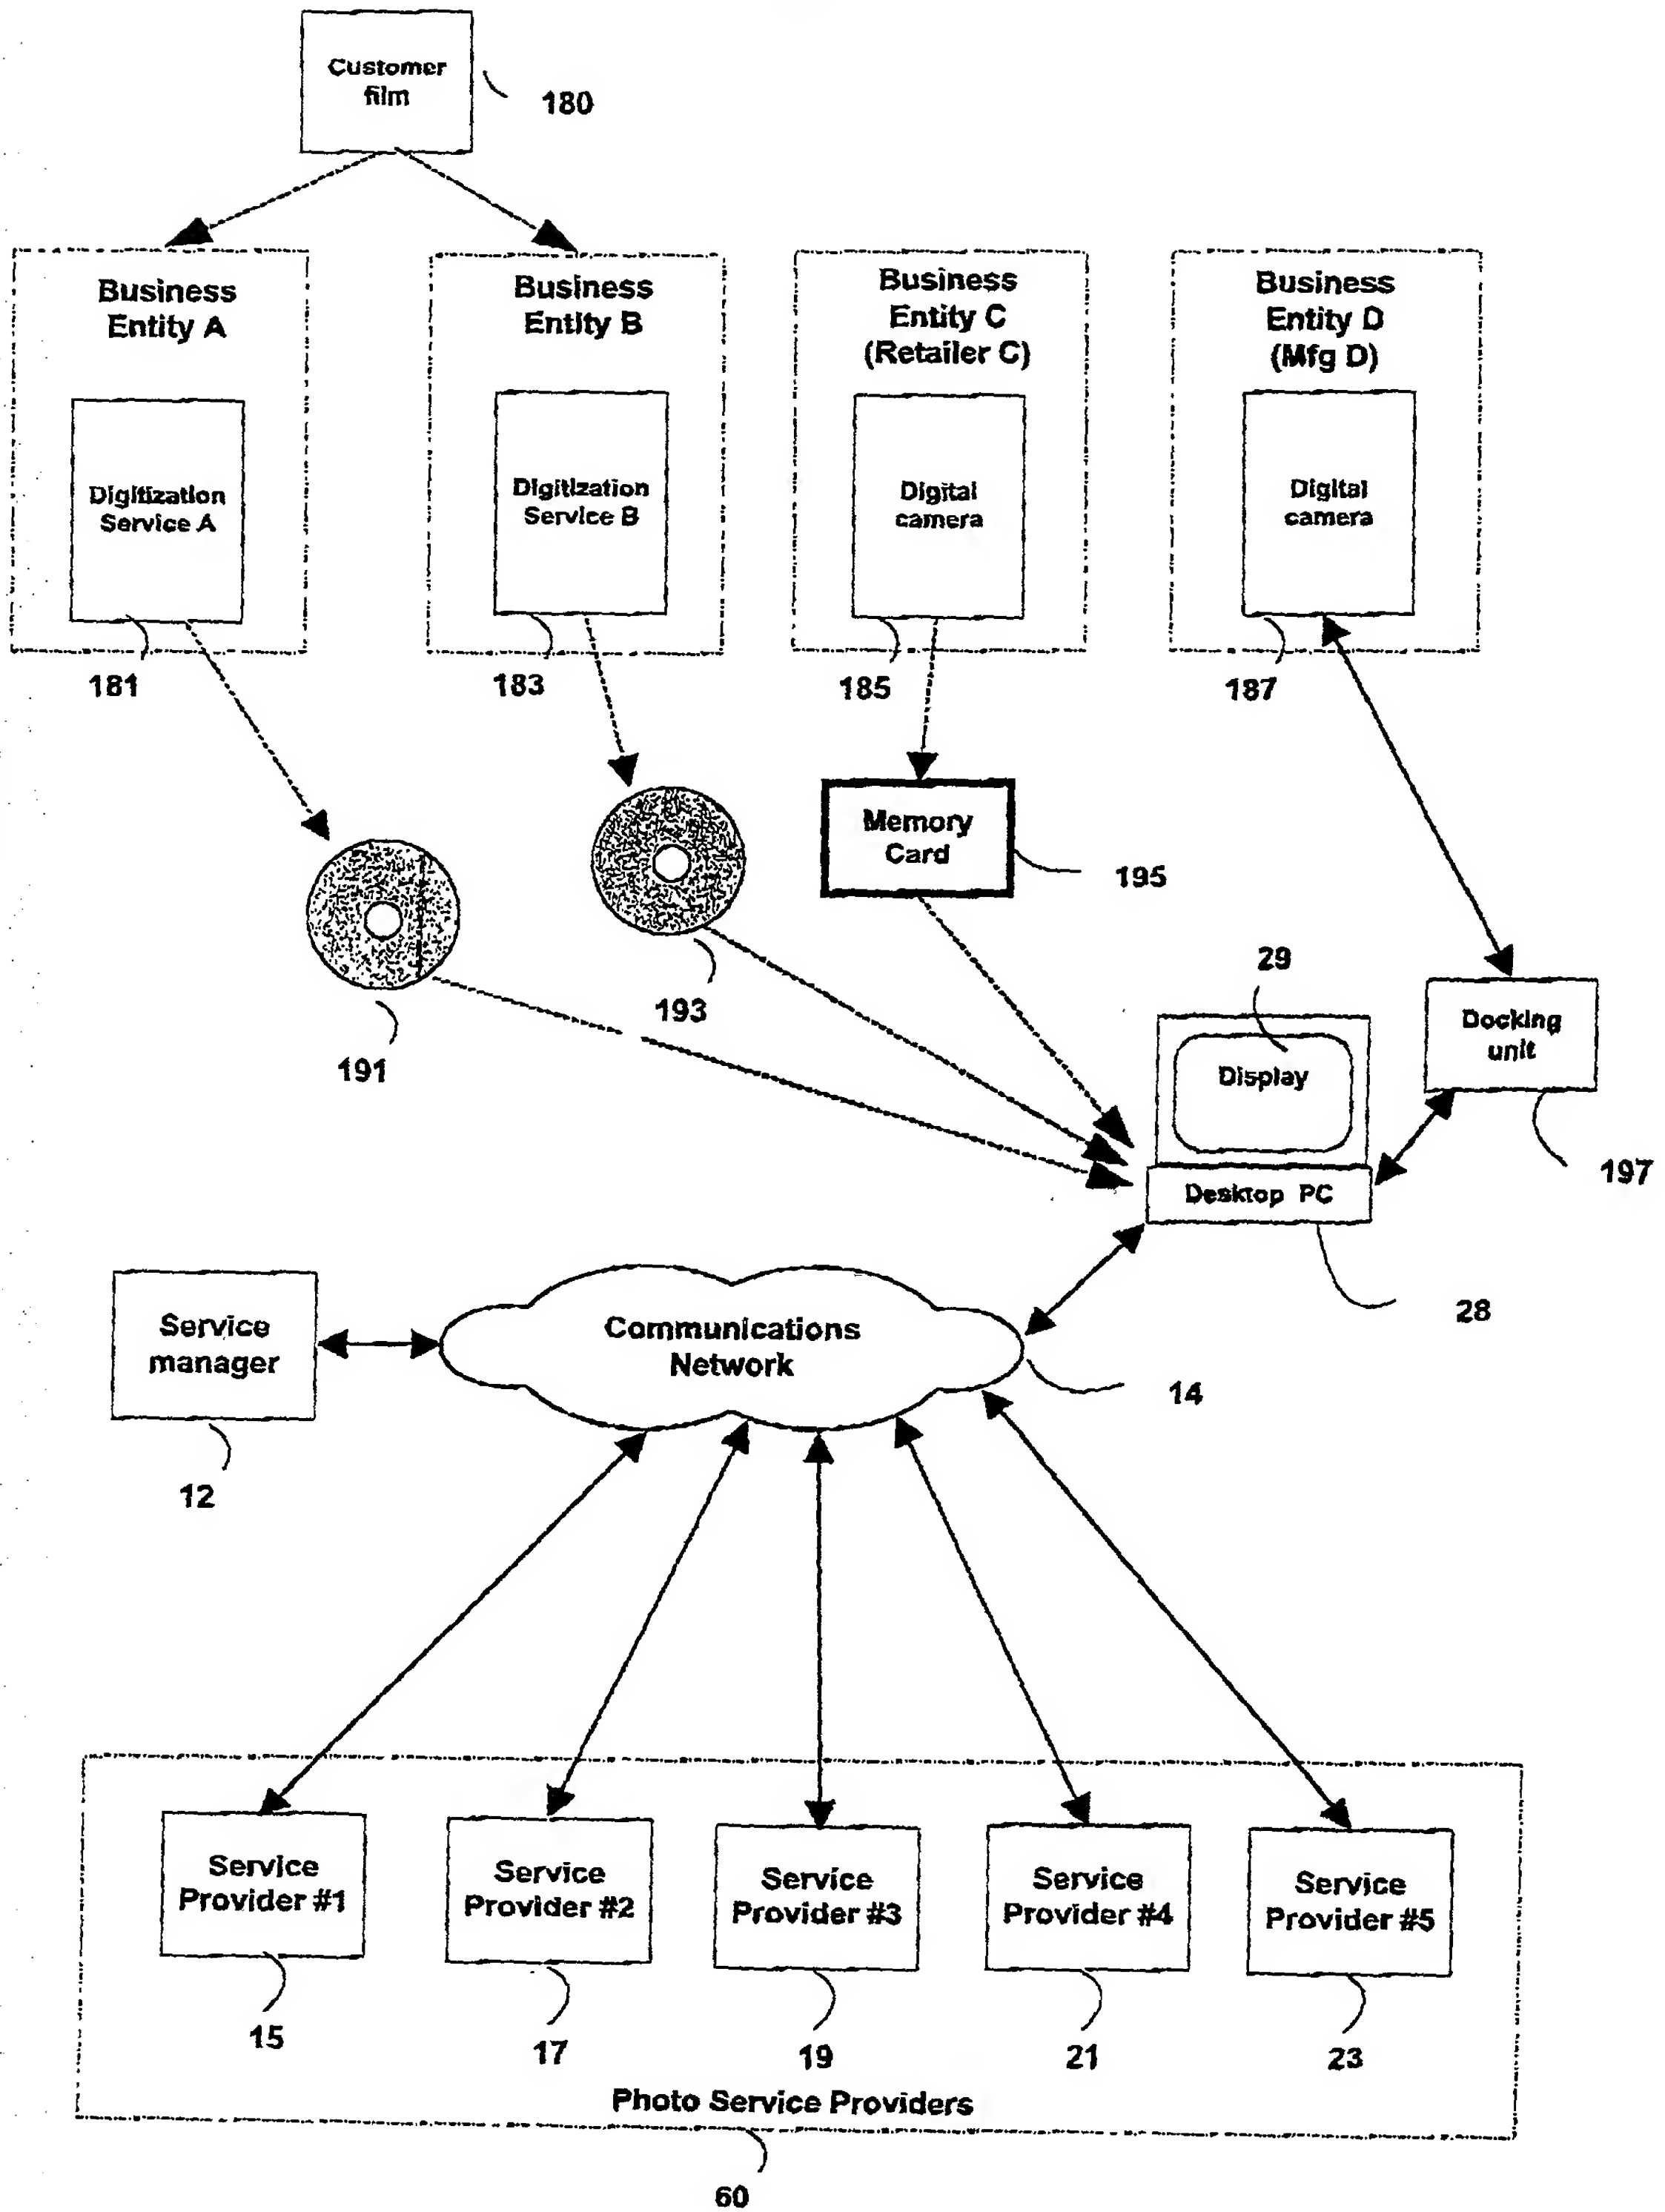 Customer
film
180
Business
Entity A
Business
Entity B
Business
Entity C
(Retailer C)
Business
Entity D
(Mfg D)
Digitization
Service A
Digitization
Service B
Digital
camera
Digital
camera
181
183
185
187
Memory
Card
195
191
193
29
Display
Docking
unit
197
Desktop PC
28
Service
manager
12
Communications
Network
14
Service
Provider #1
Service
Provider #2
Service
Provider #3
Service
Provider #4
Service
Provider #5
15
17
19
21
23
Photo Service Providers
60